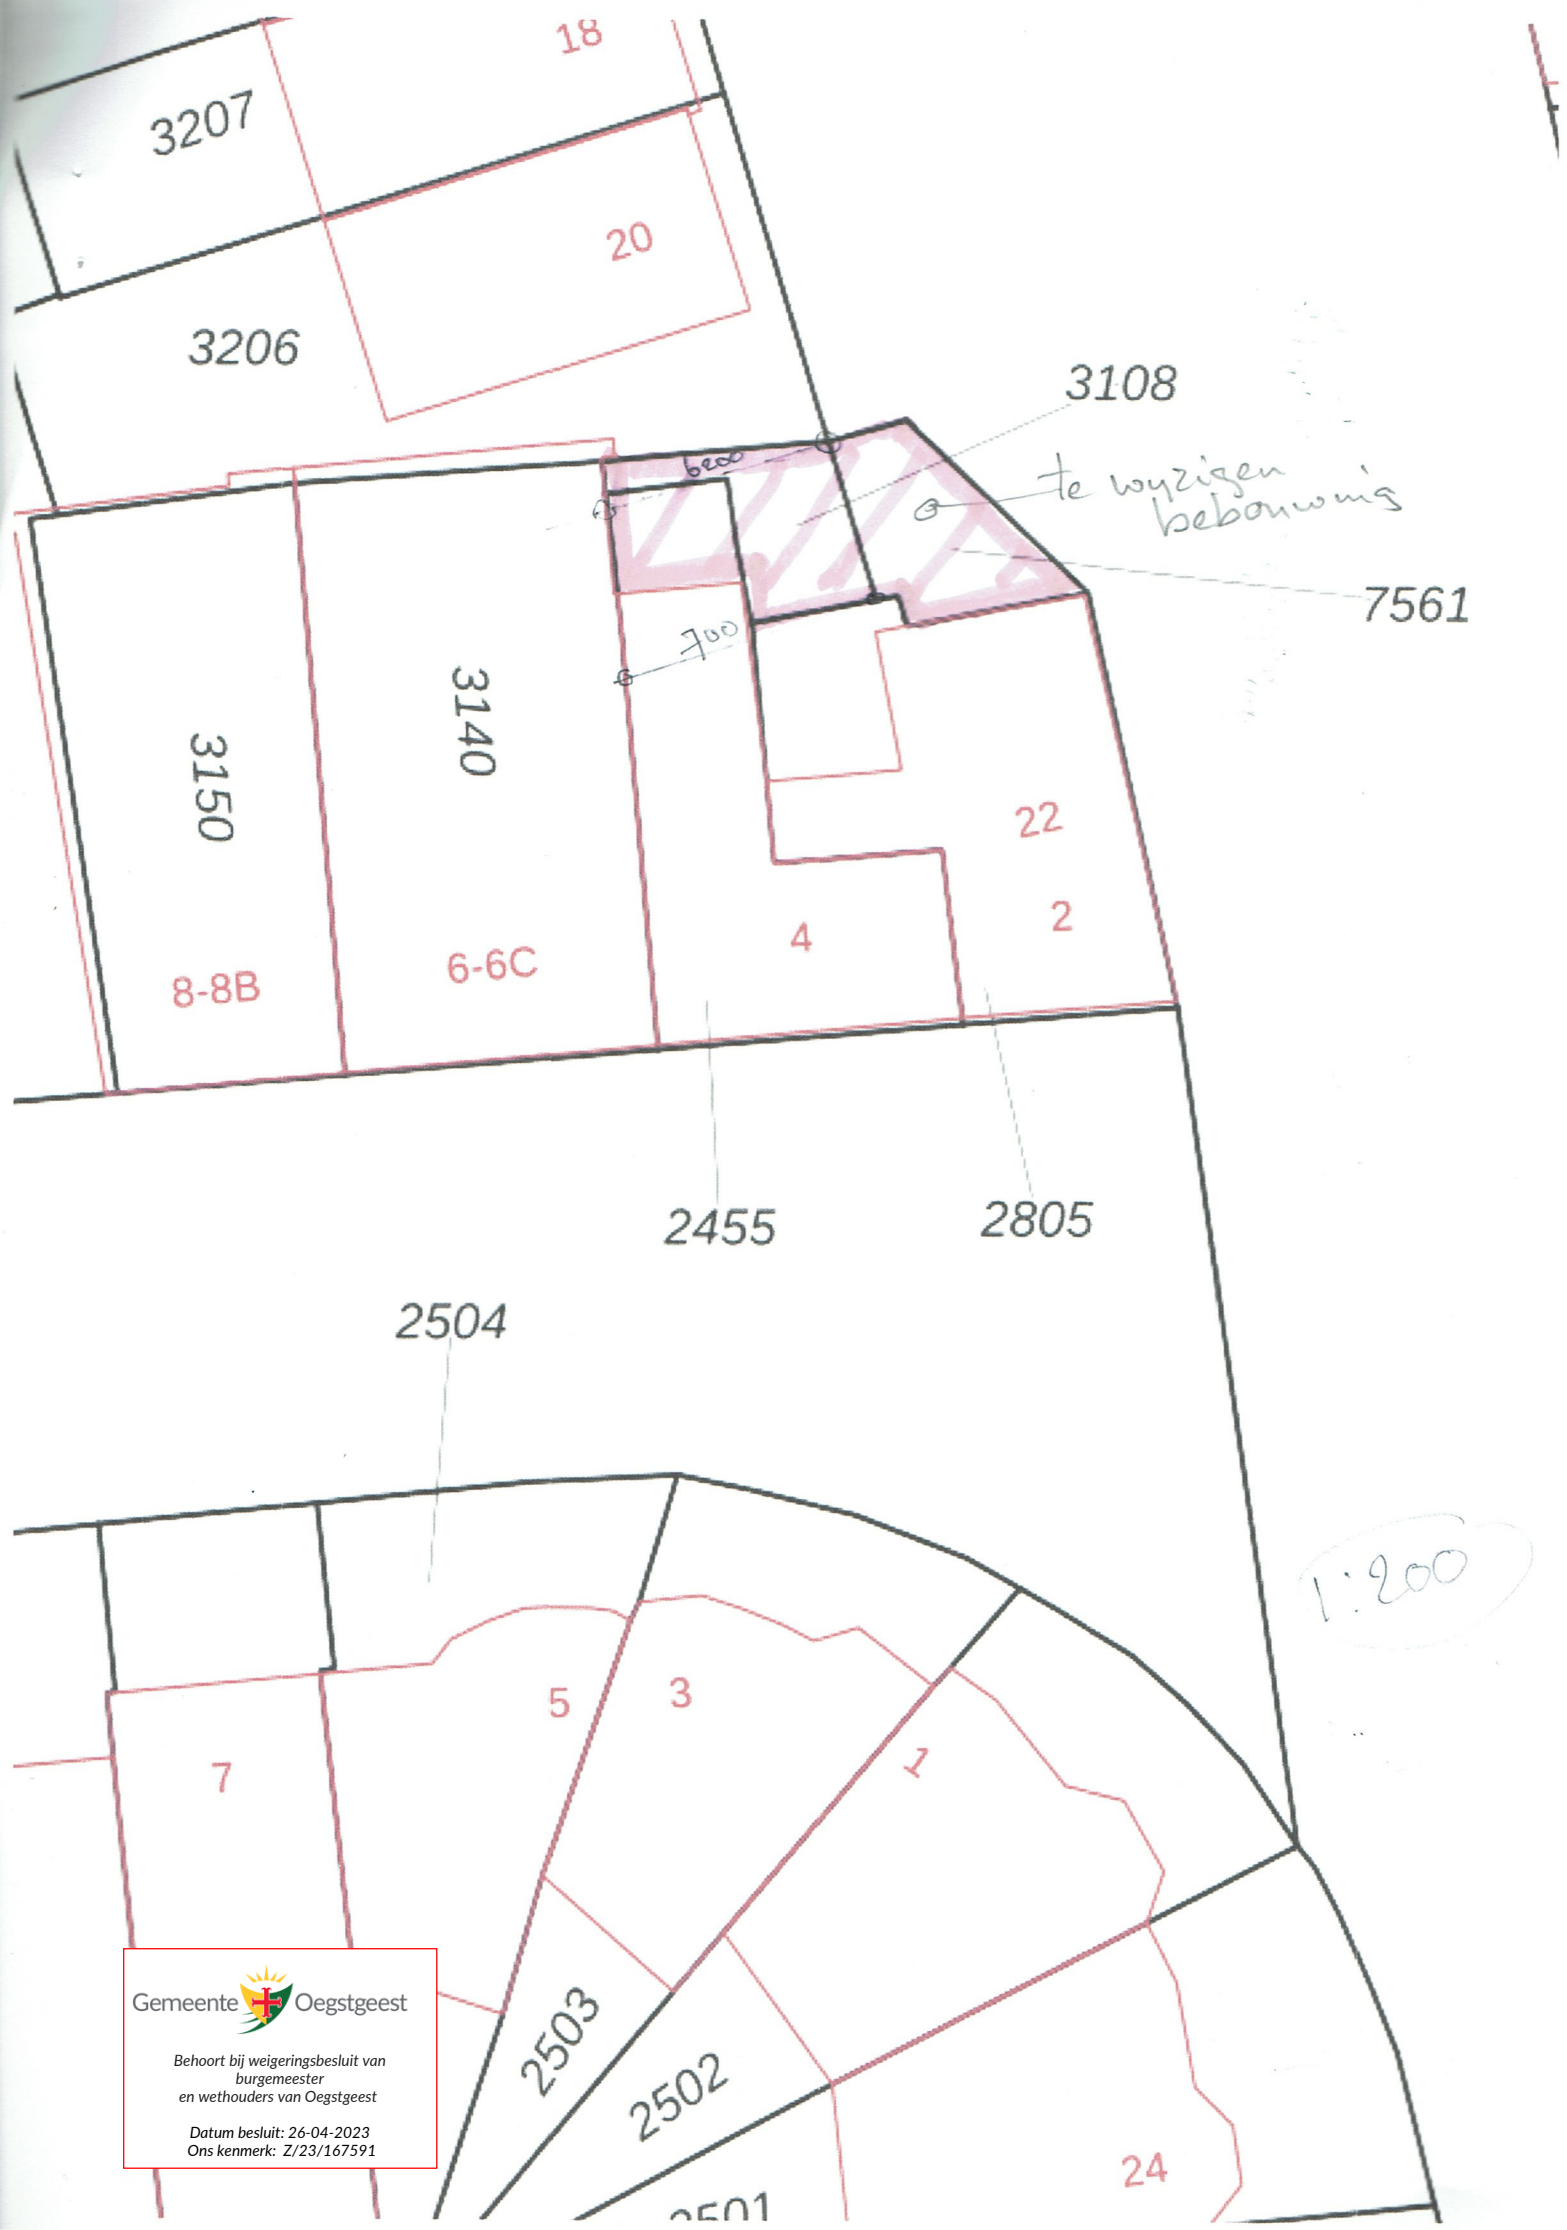 18
3207
20
3206
3108
6200
te wyzigen
bebouwing
7561
700
3140
3150
22
2
4
6-6C
8-8B
2455
2805
2504
1:200
5
3
1
7
2503
2502
2501
24
Gemeente Oegstgeest
Behoort bij weigeringsbesluit van
burgemeester
en wethouders van Oegstgeest
Datum besluit: 26-04-2023
Ons kenmerk: Z/23/167591